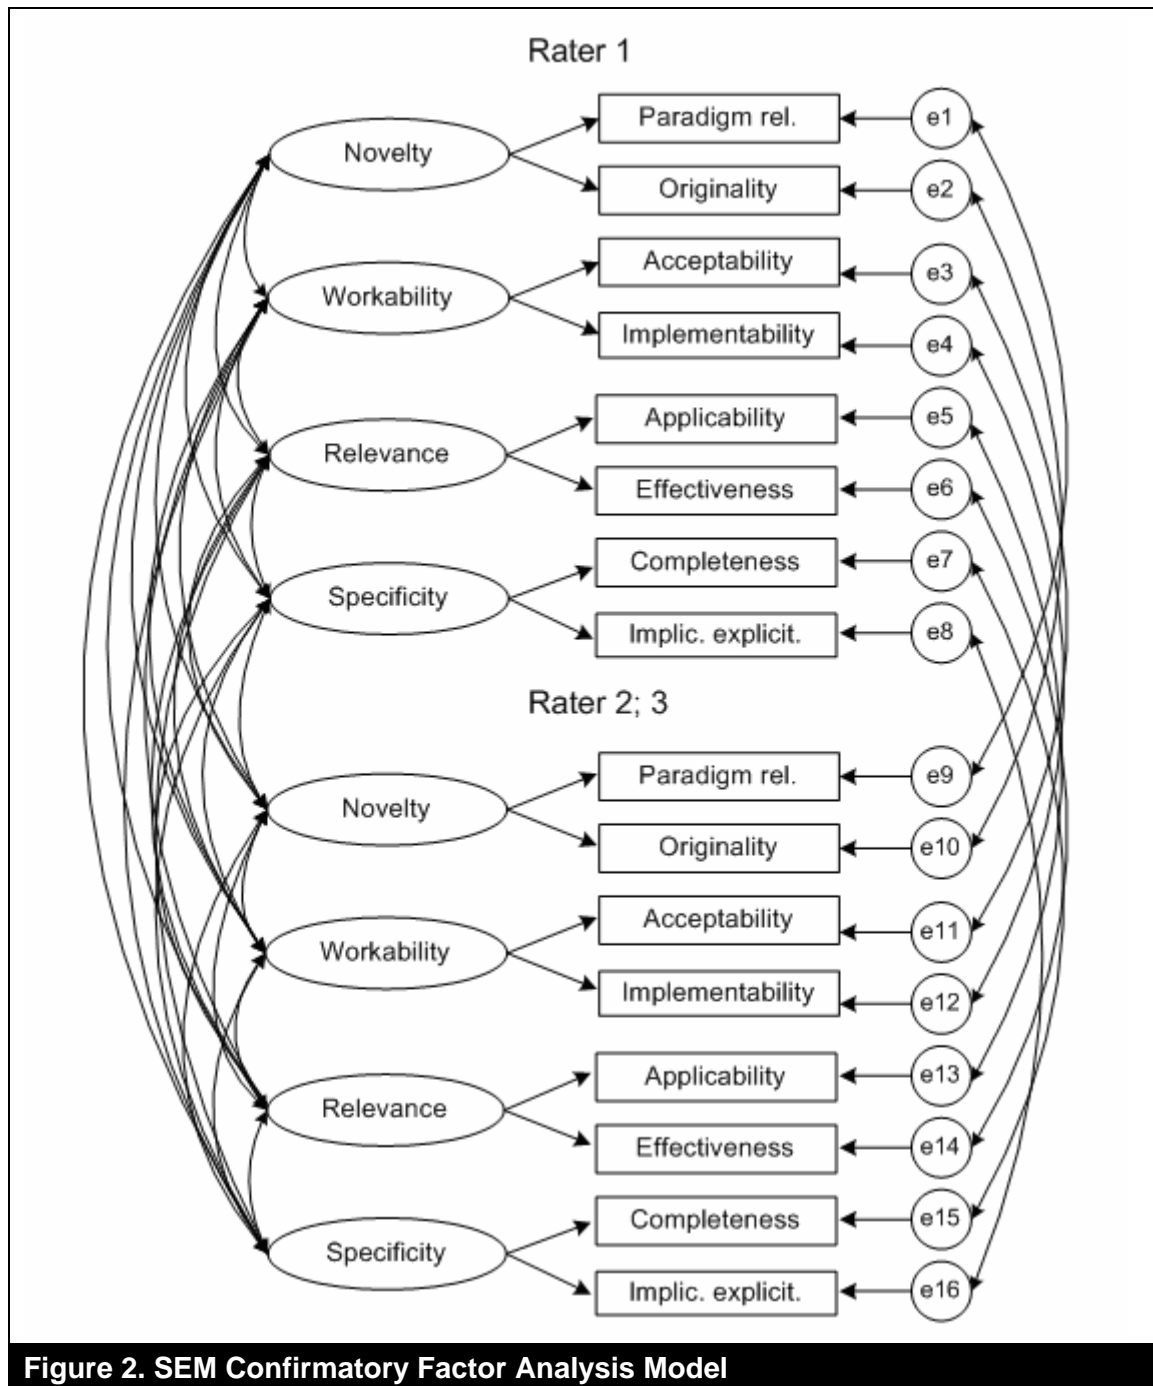 Rater 1
Paradigm rel.
e1
Novelty
Originality
e2
Acceptability
e3
Workability
Implementability
e4
Applicability
e5
Relevance
Effectiveness
e6
Completeness
e7
Specificity
Implic. explicit.
e8
Rater 2; 3
Paradigm rel.
e9
Novelty
Originality
e10
Acceptability
e11
Workability
Implementability
e12
Applicability
e13
Relevance
Effectiveness
e14
Completeness
e15
Specificity
Implic. explicit.
e16
Figure 2. SEM Confirmatory Factor Analysis Model